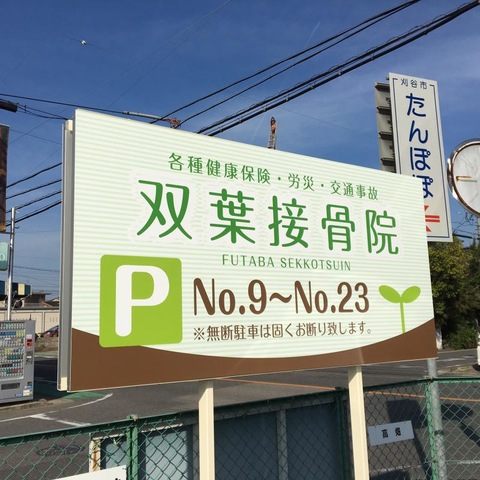 各種健康保険・労災・交通事故
双葉接骨院
FUTABA SEKKOTSUIN
P
No.9～No.23
※無断駐車は固くお断り致します。
刈谷市
たんぽぽ
高畑